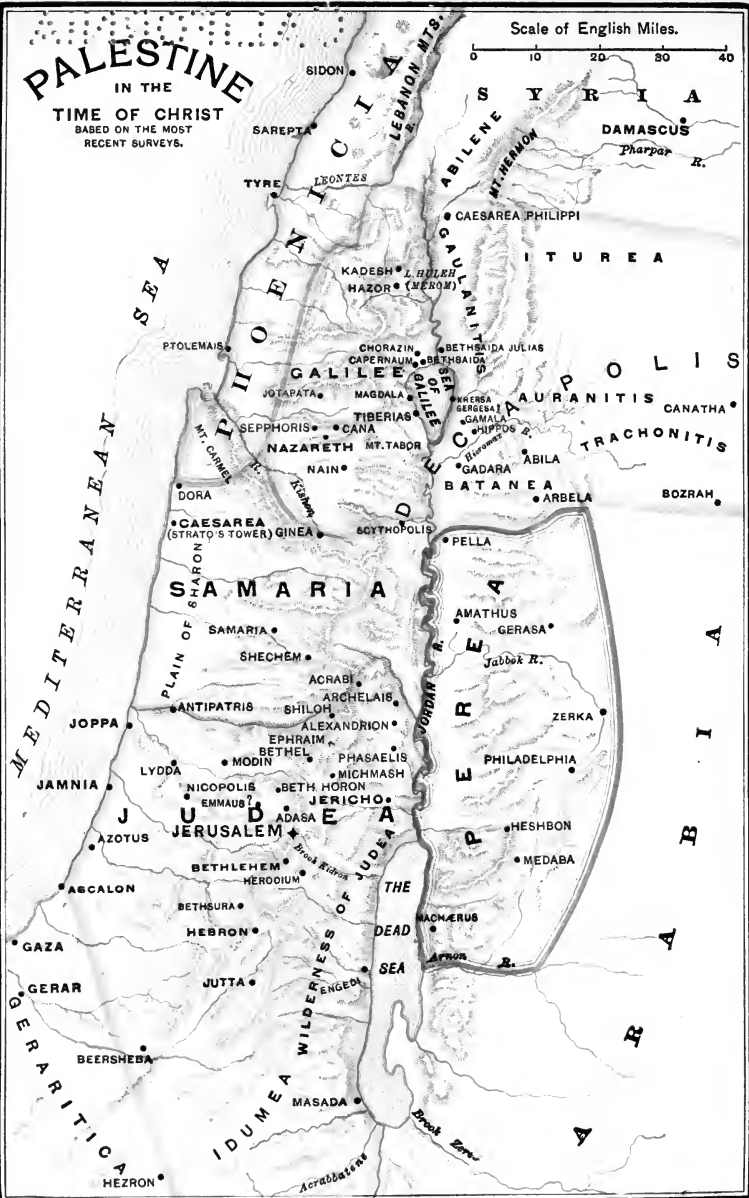 PALESTINE
IN THE
TIME OF CHRIST
BASED ON THE MOST
RECENT SURVEYS.
Scale of English Miles.
0 10 20 30 40
SIDON
SAREPTA
TYRE
LEONTES
R.
LEBANON MTS.
PHOENICIA
SYRIA
ABILENE
MT. HERMON
DAMASCUS
Pharpar R.
CAESAREA PHILIPPI
ITUREA
GAULANITUS
KADESH
L. HULEH
HAZOR
(MEROM)
MEDITERRANEAN SEA
PTOLEMAIS
CHORAZIN
BETHSAIDA JULIAS
CAPERNAUM
BETHSAIDA
GALILEE
SEA OF GALILEE
DECAPOLIS
JOTAPATA
MAGDALA
KHERSA
GERGESA?
AURANITIS
CANATHA
TIBERIAS
GAMALA
SEPPHORIS
CANA
HIPPOS
Hieromax R.
TRACHONITIS
NAZARETH
MT. TABOR
MT. CARMEL
NAIN
GADARA
ABILA
R. Kishon
BATANEA
DORA
ARBELA
BOZRAH
CAESAREA
(STRATO'S TOWER)
GINEA
SCYTHOPOLIS
PELLA
SAMARIA
PLAIN OF SHARON
AMATHUS
SAMARIA
GERASA
PEREA
SHECHEM
Jabbok R.
JORDAN R.
ACRABI
ARCHELAIS
ANTIPATRIS
SHILOH
ZERKA
JOPPA
ALEXANDRION
EPHRAIM
BETHEL
PHASAELIS
LYDDA
MODIN
PHILADELPHIA
MICHMASH
JAMNIA
NICOPOLIS
BETH HORON
EMMAUS?
JERICHO
JUDEA
ADASA
JERUSALEM
HESHBON
AZOTUS
Brook Kidron
BETHLEHEM
MEDABA
HERODIUM
ASCALON
THE DEAD SEA
BETHSURA
MACHÆRUS
HEBRON
GAZA
Arnon R.
WILDERNESS OF JUDEA
GERAR
JUTTA
ENGEDI
ARABIA
GERARITICA
BEERSHEBA
IDUMEA
MASADA
Brook Zered
Acrabbatene
HEZRON